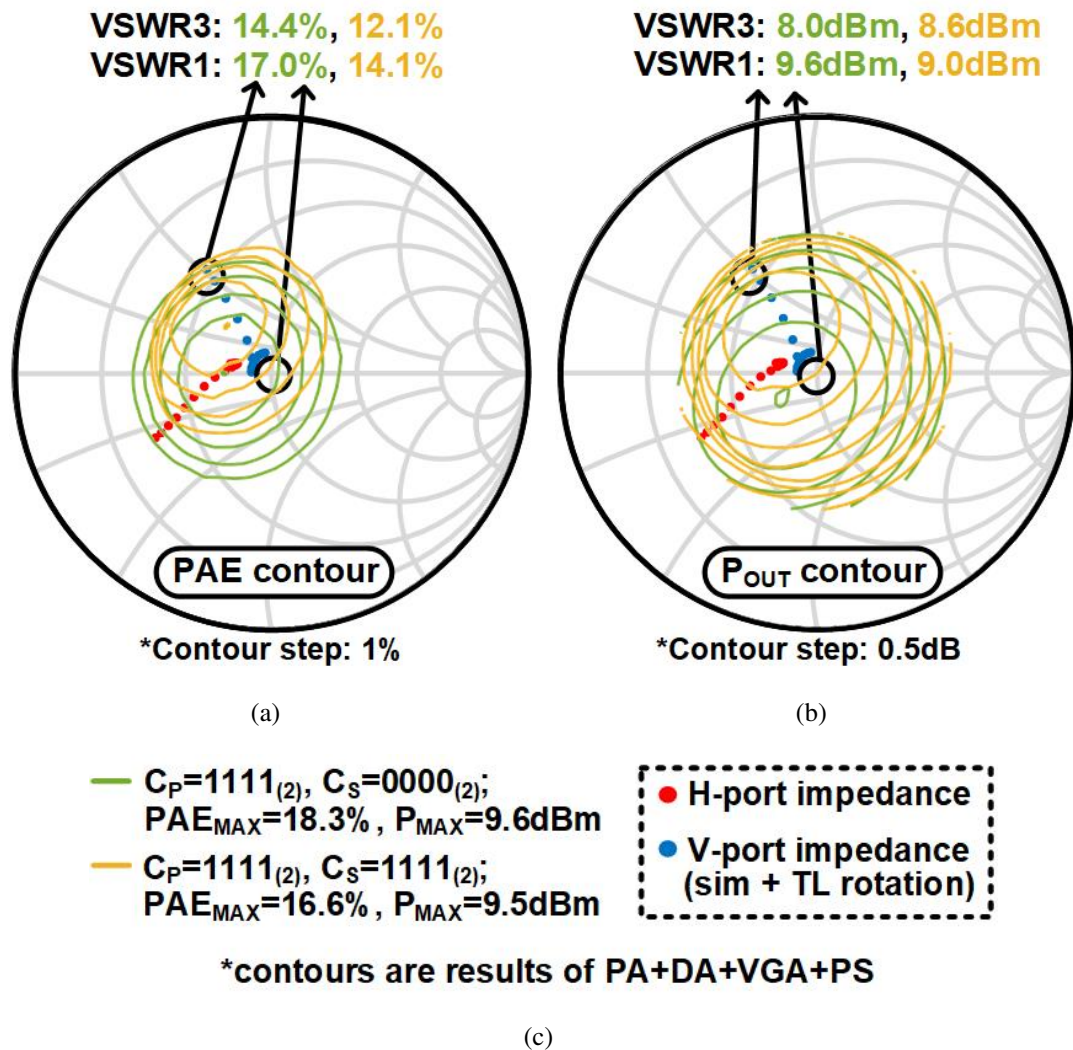 VSWR3: 14.4%, 12.1%
VSWR1: 17.0%, 14.1%
VSWR3: 8.0dBm, 8.6dBm
VSWR1: 9.6dBm, 9.0dBm
PAE contour
POUT contour
*Contour step: 1%
*Contour step: 0.5dB
(a)
(b)
CP=1111(2), CS=0000(2);
PAEMAX=18.3%, PMAX=9.6dBm
CP=1111(2), CS=1111(2);
PAEMAX=16.6%, PMAX=9.5dBm
H-port impedance
V-port impedance
(sim + TL rotation)
*contours are results of PA+DA+VGA+PS
(c)